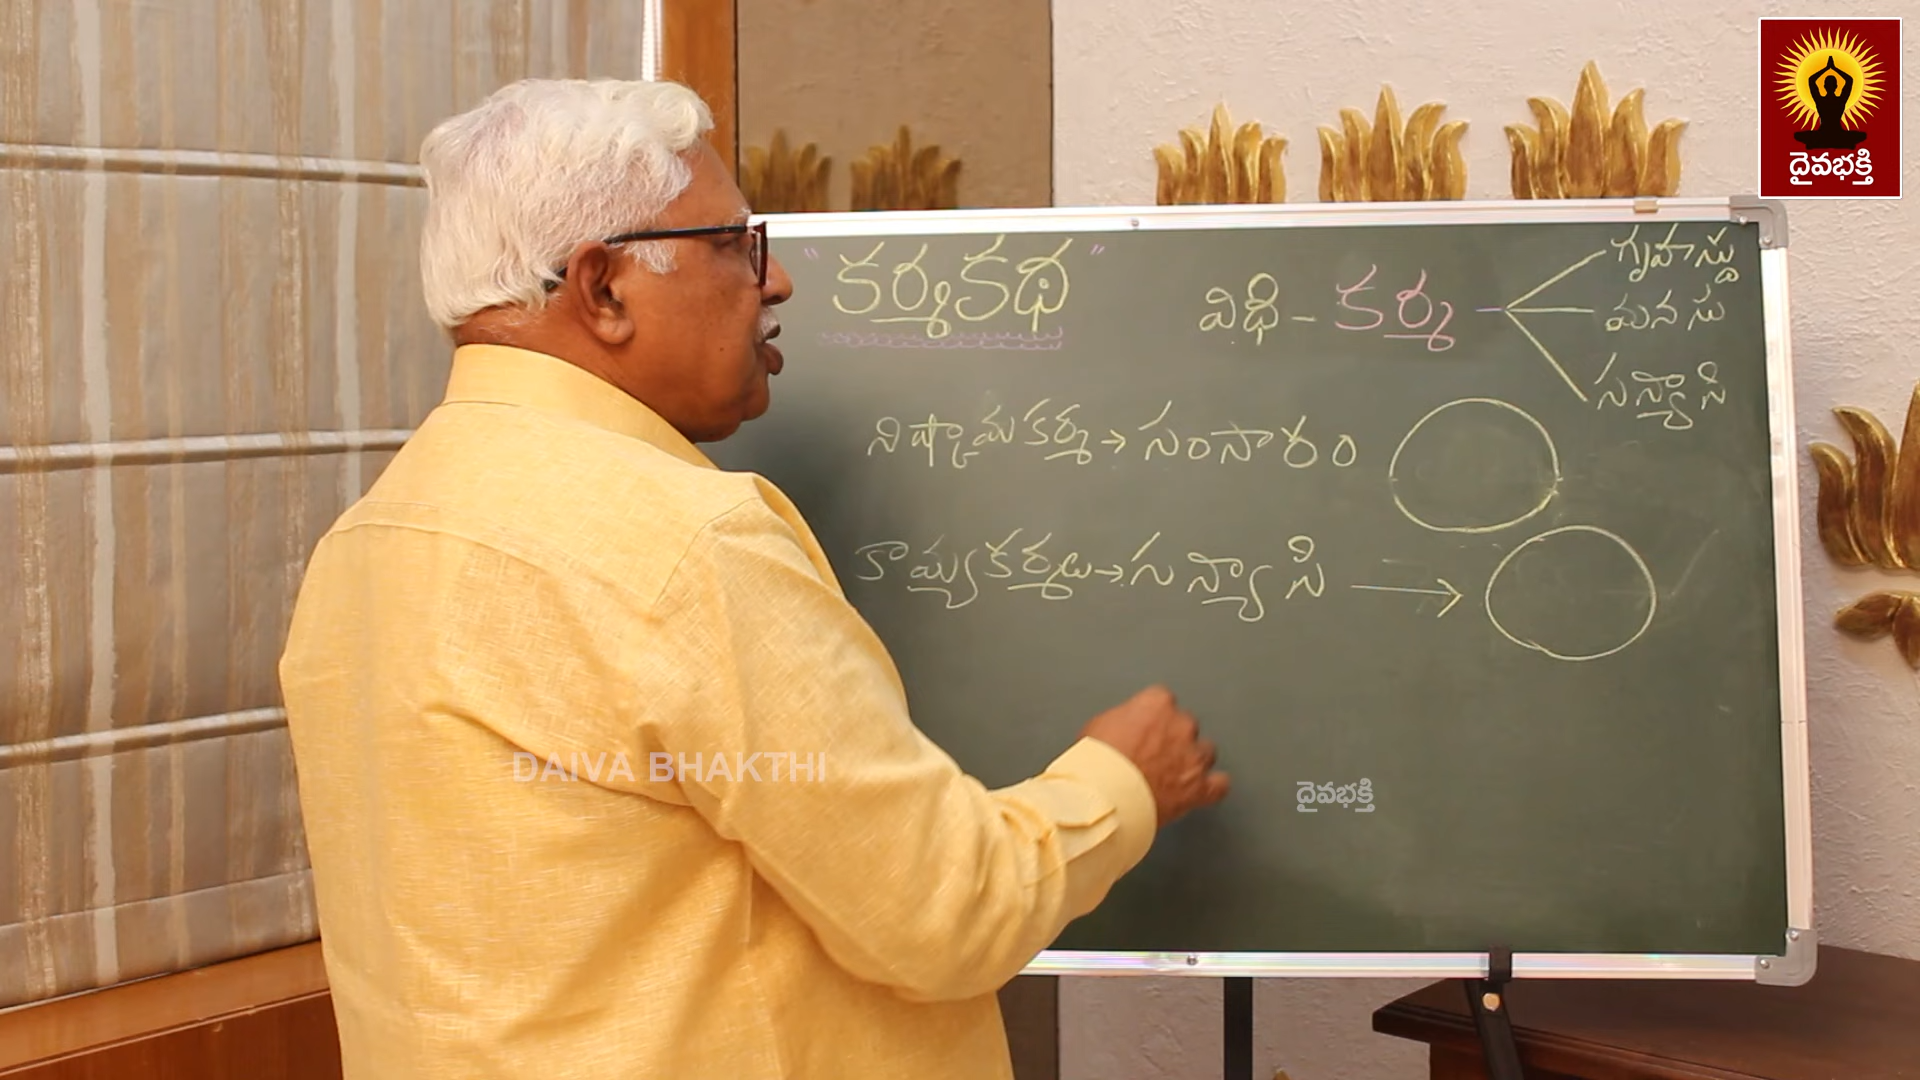 దైవభక్తి
"కర్మకథ"
విధి - కర్మ
గృహస్థు
మనసు
సన్యాసి
నిష్కామకర్మ → సంసారం
కామ్యకర్మలు → సన్యాసి →
DAIVA BHAKTHI
దైవభక్తి